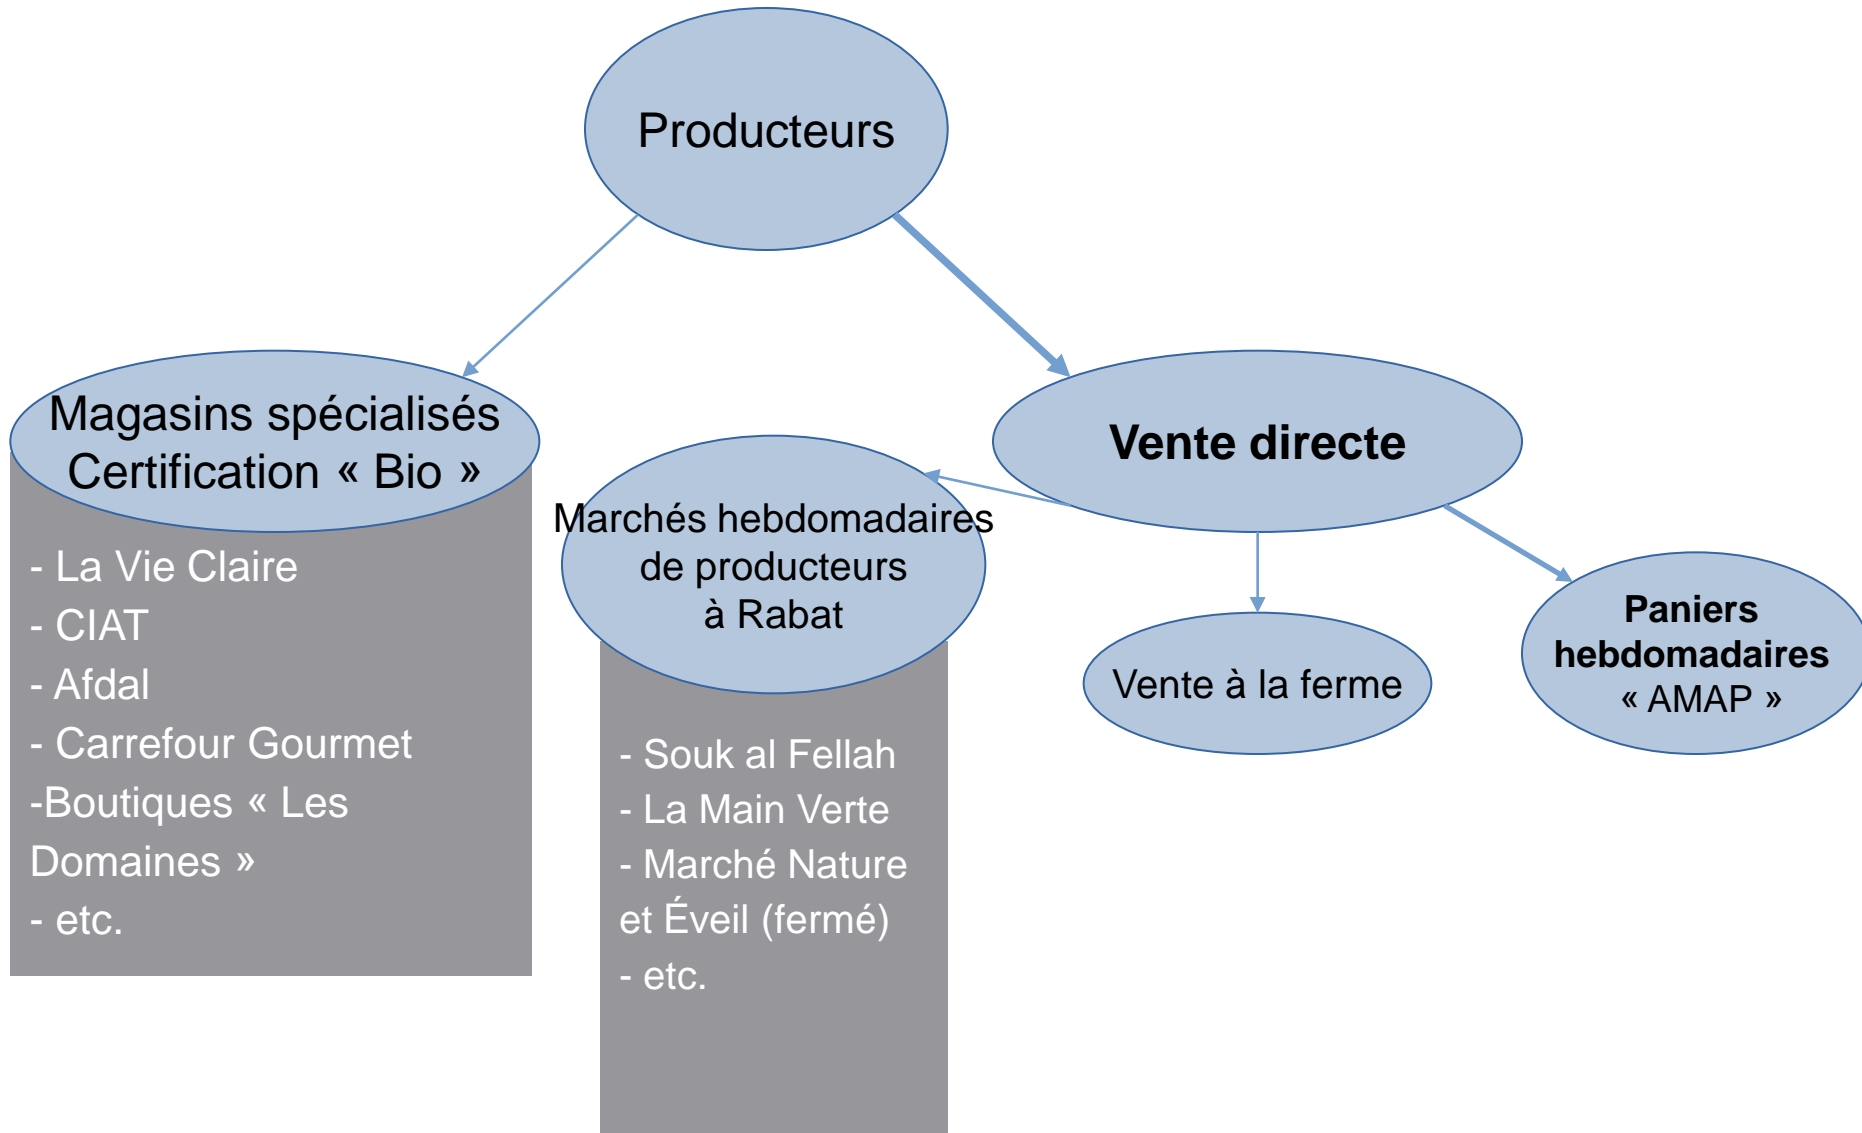 Producteurs
Magasins spécialisés
Certification « Bio »
- La Vie Claire
- CIAT
- Afdal
- Carrefour Gourmet
-Boutiques « Les
Domaines »
- etc.
Vente directe
Marchés hebdomadaires
de producteurs
à Rabat
- Souk al Fellah
- La Main Verte
- Marché Nature
et Éveil (fermé)
- etc.
Vente à la ferme
Paniers
hebdomadaires
« AMAP »